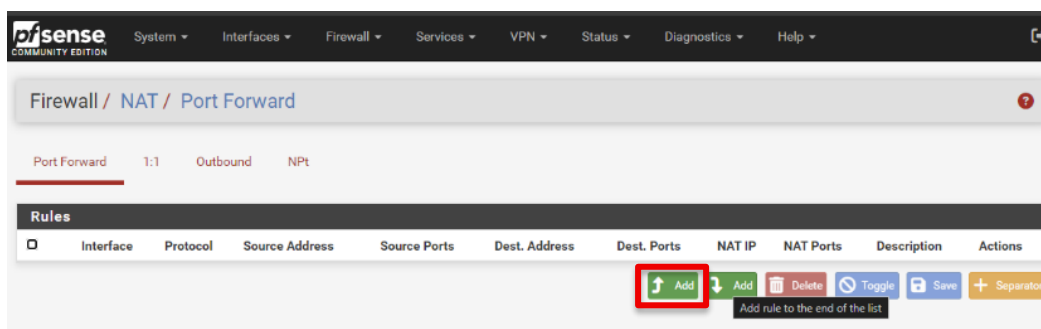 pfsense System Interfaces Firewall Services VPN Status Diagnostics Help
COMMUNITY EDITION
Firewall / NAT / Port Forward
Port Forward 1:1 Outbound NPt
Rules
Interface Protocol Source Address Source Ports Dest. Address Dest. Ports NAT IP NAT Ports Description Actions
Add Add Delete Toggle Save Separator
Add rule to the end of the list